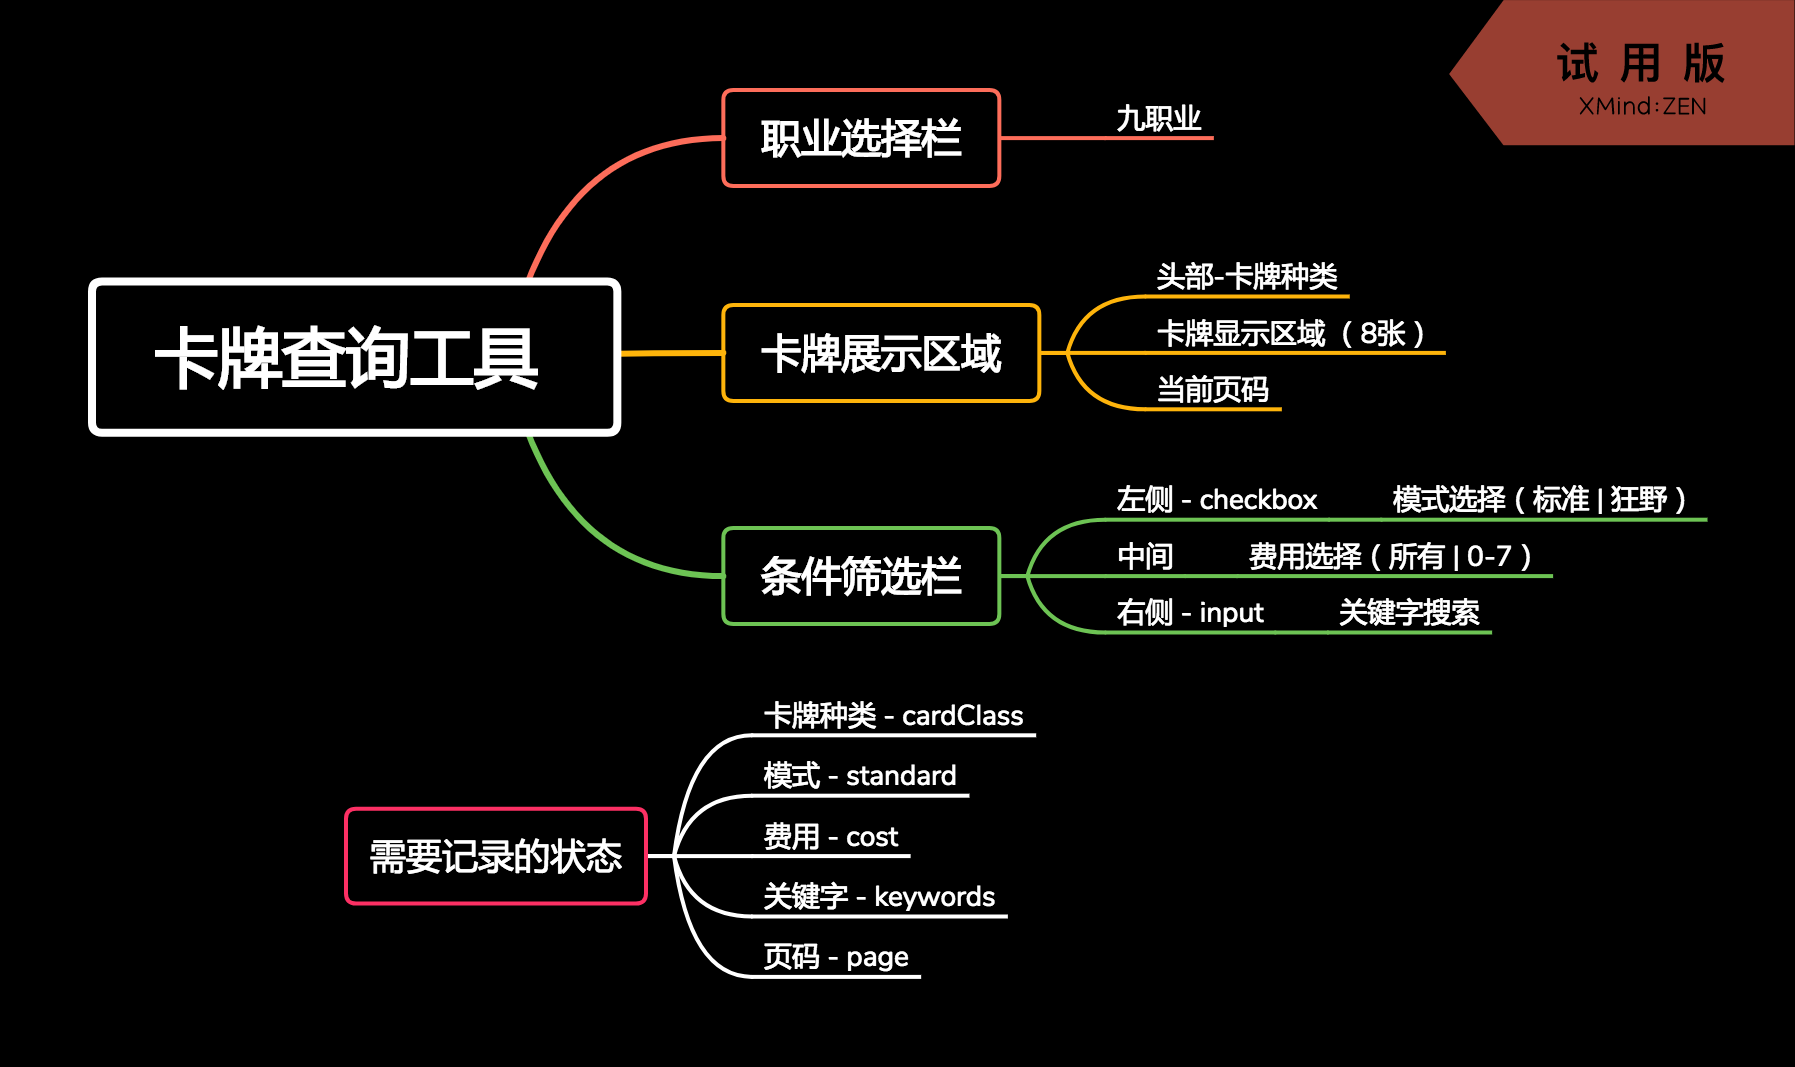 试 用 版
XMind:ZEN
卡牌查询工具
职业选择栏
九职业
卡牌展示区域
头部-卡牌种类
卡牌显示区域 （8张）
当前页码
条件筛选栏
左侧 - checkbox
模式选择（标准 | 狂野）
中间
费用选择（所有 | 0-7）
右侧 - input
关键字搜索
需要记录的状态
卡牌种类 - cardClass
模式 - standard
费用 - cost
关键字 - keywords
页码 - page